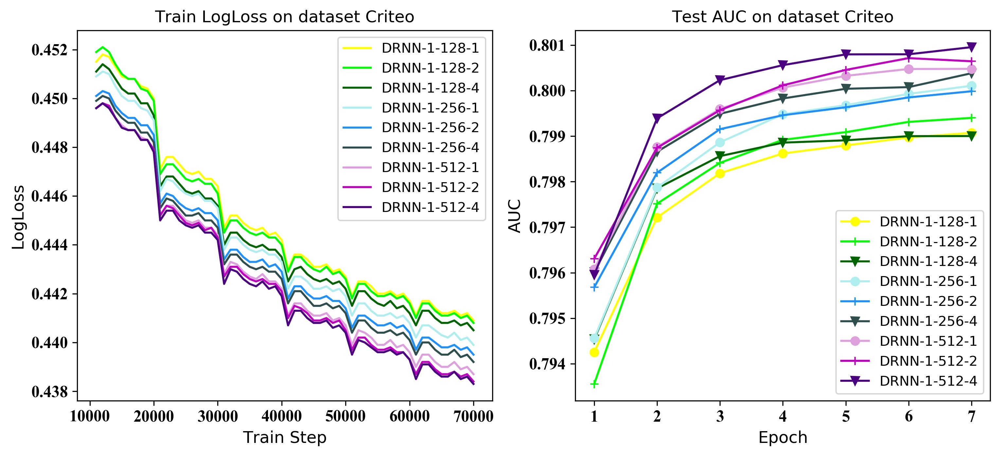 Train LogLoss on dataset Criteo
LogLoss
0.452
0.450
0.448
0.446
0.444
0.442
0.440
0.438
DRNN-1-128-1
DRNN-1-128-2
DRNN-1-128-4
DRNN-1-256-1
DRNN-1-256-2
DRNN-1-256-4
DRNN-1-512-1
DRNN-1-512-2
DRNN-1-512-4
10000 20000 30000 40000 50000 60000 70000
Train Step
Test AUC on dataset Criteo
AUC
0.801
0.800
0.799
0.798
0.797
0.796
0.795
0.794
DRNN-1-128-1
DRNN-1-128-2
DRNN-1-128-4
DRNN-1-256-1
DRNN-1-256-2
DRNN-1-256-4
DRNN-1-512-1
DRNN-1-512-2
DRNN-1-512-4
1 2 3 4 5 6 7
Epoch